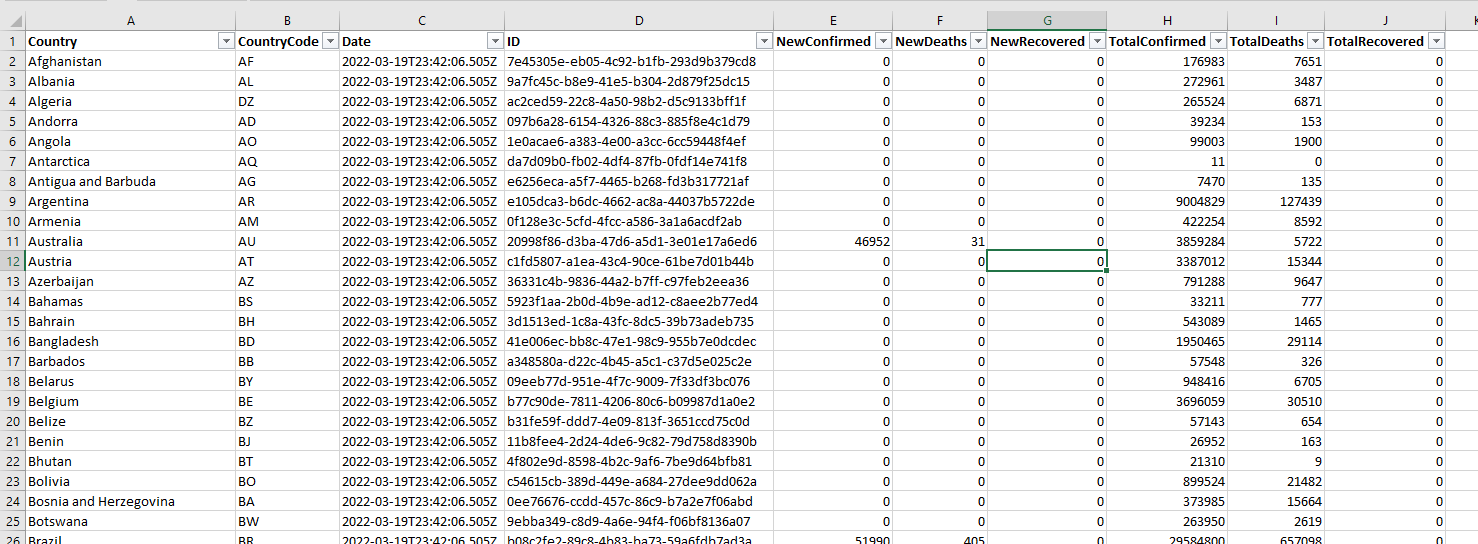 A B C D E F G H I J
1 Country CountryCode Date ID NewConfirmed NewDeaths NewRecovered TotalConfirmed TotalDeaths TotalRecovered
2 Afghanistan AF 2022-03-19T23:42:06.505Z 7e45305e-eb05-4c92-b1fb-293d9b379cd8 0 0 0 176983 7651 0
3 Albania AL 2022-03-19T23:42:06.505Z 9a7fc45c-b8e9-41e5-b304-2d879f25dc15 0 0 0 272961 3487 0
4 Algeria DZ 2022-03-19T23:42:06.505Z ac2ced59-22c8-4a50-98b2-d5c9133bff1f 0 0 0 265524 6871 0
5 Andorra AD 2022-03-19T23:42:06.505Z 097b6a28-6154-4326-88c3-885f8e4c1d79 0 0 0 39234 153 0
6 Angola AO 2022-03-19T23:42:06.505Z 1e0acae6-a383-4e00-a3cc-6cc59448f4ef 0 0 0 99003 1900 0
7 Antarctica AQ 2022-03-19T23:42:06.505Z da7d09b0-fb02-4df4-87fb-0fdf14e741f8 0 0 0 11 0 0
8 Antigua and Barbuda AG 2022-03-19T23:42:06.505Z e6256eca-a5f7-4465-b268-fd3b317721af 0 0 0 7470 135 0
9 Argentina AR 2022-03-19T23:42:06.505Z e105dca3-b6dc-4662-ac8a-44037b5722de 0 0 0 9004829 127439 0
10 Armenia AM 2022-03-19T23:42:06.505Z 0f128e3c-5cfd-4fcc-a586-3a1a6acdf2ab 0 0 0 422254 8592 0
11 Australia AU 2022-03-19T23:42:06.505Z 20998f86-d3ba-47d6-a5d1-3e01e17a6ed6 46952 31 0 3859284 5722 0
12 Austria AT 2022-03-19T23:42:06.505Z c1fd5807-a1ea-43c4-90ce-61be7d01b44b 0 0 0 3387012 15344 0
13 Azerbaijan AZ 2022-03-19T23:42:06.505Z 36331c4b-9836-44a2-b7ff-c97feb2eea36 0 0 0 791288 9647 0
14 Bahamas BS 2022-03-19T23:42:06.505Z 5923f1aa-2b0d-4b9e-ad12-c8aee2b77ed4 0 0 0 33211 777 0
15 Bahrain BH 2022-03-19T23:42:06.505Z 3d1513ed-1c8a-43fc-8dc5-39b73adeb735 0 0 0 543089 1465 0
16 Bangladesh BD 2022-03-19T23:42:06.505Z 41e006ec-bb8c-47e1-98c9-955b7e0dcdec 0 0 0 1950465 29114 0
17 Barbados BB 2022-03-19T23:42:06.505Z a348580a-d22c-4b45-a5c1-c37d5e025c2e 0 0 0 57548 326 0
18 Belarus BY 2022-03-19T23:42:06.505Z 09eeb77d-951e-4f7c-9009-7f33df3bc076 0 0 0 948416 6705 0
19 Belgium BE 2022-03-19T23:42:06.505Z b77c90de-7811-4206-80c6-b09987d1a0e2 0 0 0 3696059 30510 0
20 Belize BZ 2022-03-19T23:42:06.505Z b31fe59f-ddd7-4e09-813f-3651ccd75c0d 0 0 0 57143 654 0
21 Benin BJ 2022-03-19T23:42:06.505Z 11b8fee4-2d24-4de6-9c82-79d758d8390b 0 0 0 26952 163 0
22 Bhutan BT 2022-03-19T23:42:06.505Z 4f802e9d-8598-4b2c-9af6-7be9d64bfb81 0 0 0 21310 9 0
23 Bolivia BO 2022-03-19T23:42:06.505Z c54615cb-389d-449e-a684-27dee9dd062a 0 0 0 899524 21482 0
24 Bosnia and Herzegovina BA 2022-03-19T23:42:06.505Z 0ee76676-ccdd-457c-86c9-b7a2e7f06abd 0 0 0 373985 15664 0
25 Botswana BW 2022-03-19T23:42:06.505Z 9ebba349-c8d9-4a6e-94f4-f06bf8136a07 0 0 0 263950 2619 0
26 Brazil BR 2022-03-19T23:42:06.505Z b08c2fe2-89c8-4b83-ba73-59a6fdb7ad3a 51990 405 0 29584800 657098 0